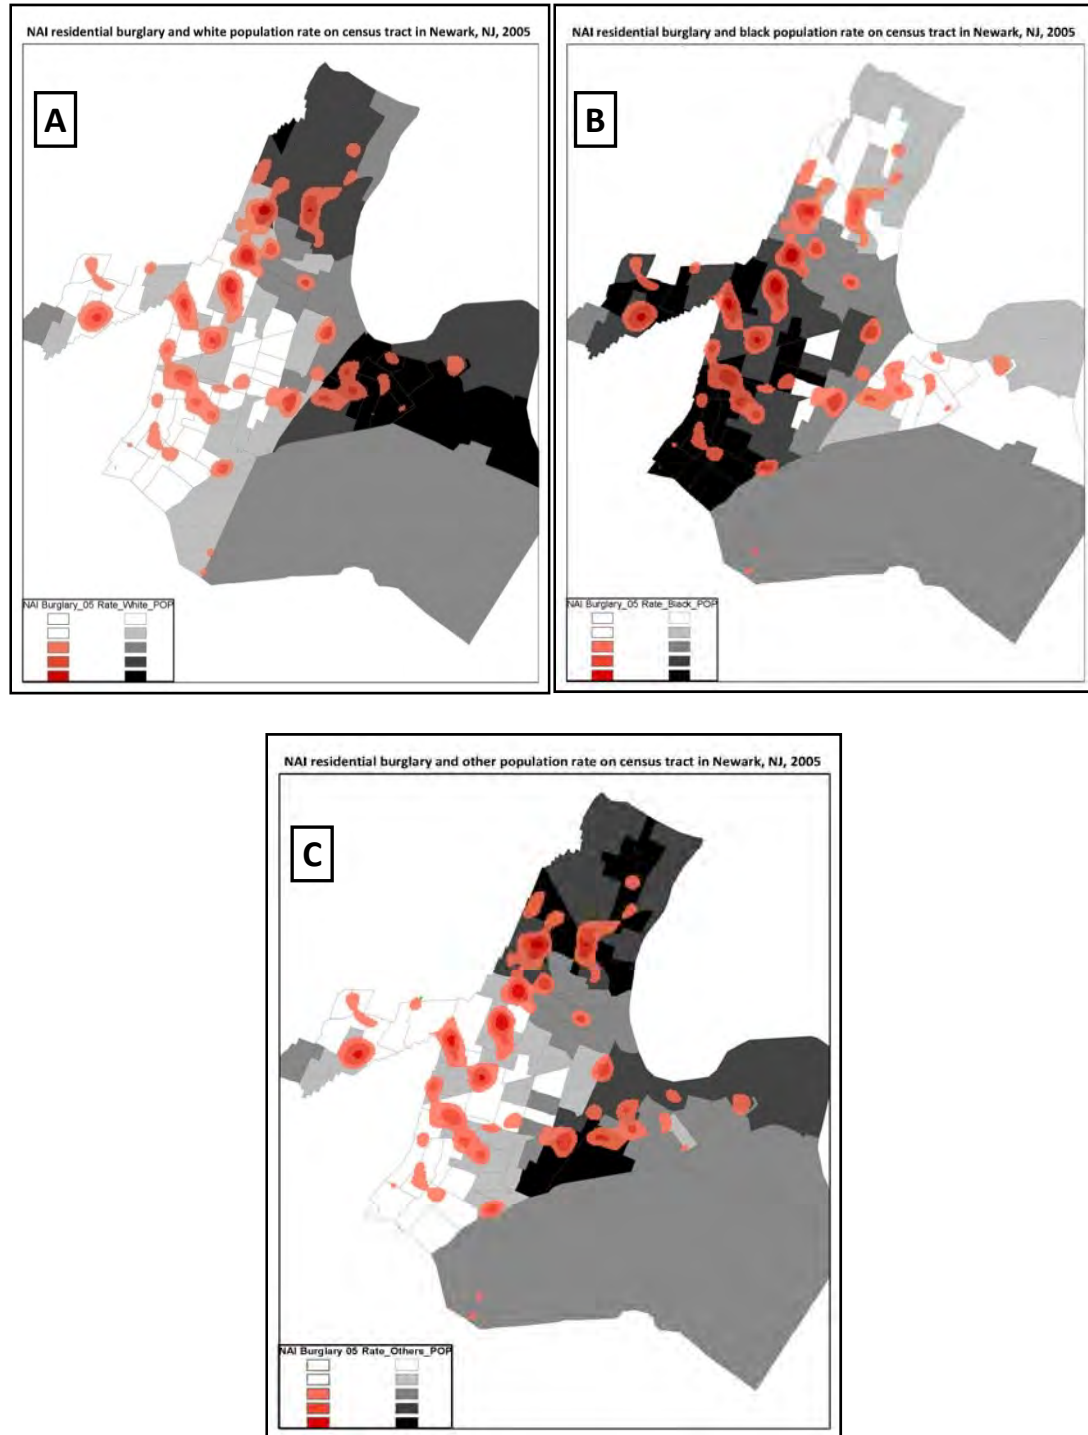 NAI residential burglary and white population rate on census tract in Newark, NJ, 2005
A
NAI Burglary_05 Rate_White_POP
NAI residential burglary and black population rate on census tract in Newark, NJ, 2005
B
NAI Burglary_05 Rate_Black_POP
NAI residential burglary and other population rate on census tract in Newark, NJ, 2005
C
NAI Burglary 05 Rate_Others_POP